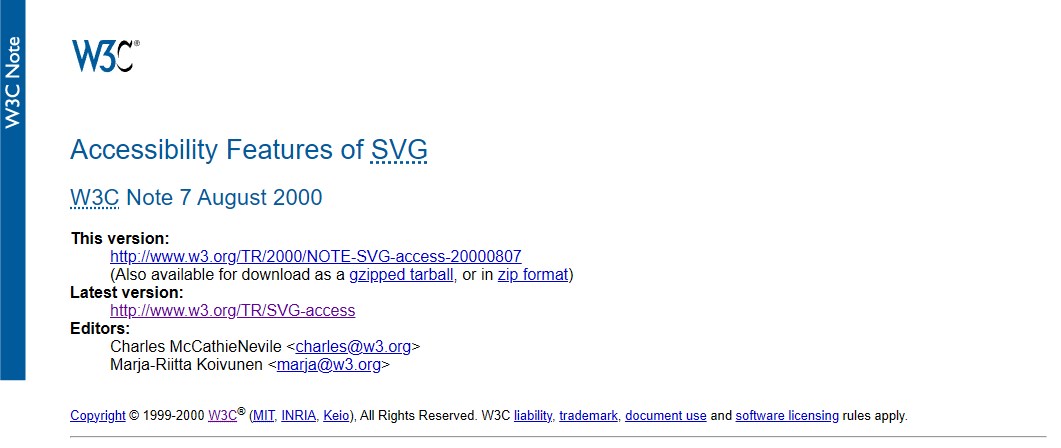 W3C Note
W3C®
Accessibility Features of SVG
W3C Note 7 August 2000
This version:
http://www.w3.org/TR/2000/NOTE-SVG-access-20000807
(Also available for download as a gzipped tarball, or in zip format)
Latest version:
http://www.w3.org/TR/SVG-access
Editors:
Charles McCathieNevile <charles@w3.org>
Marja-Riitta Koivunen <marja@w3.org>
Copyright © 1999-2000 W3C® (MIT, INRIA, Keio), All Rights Reserved. W3C liability, trademark, document use and software licensing rules apply.